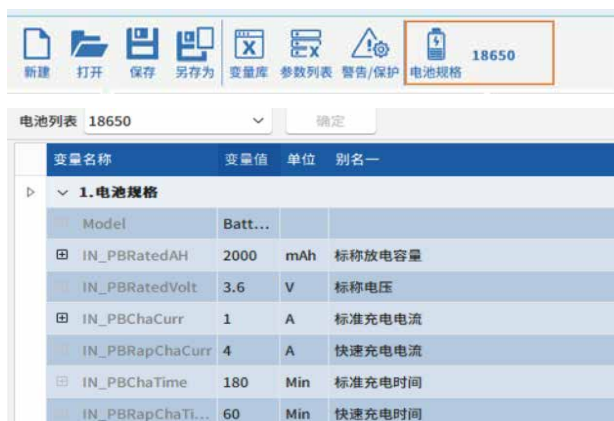 新建 打开 保存 另存为 变量库 参数列表 警告/保护 电池规格 18650
电池列表 18650 确定
变量名称 变量值 单位 别名一
1.电池规格
Model Batt...
IN_PBRatedAH 2000 mAh 标称放电容量
IN_PBRatedVolt 3.6 V 标称电压
IN_PBChaCurr 1 A 标准充电电流
IN_PBRapChaCurr 4 A 快速充电电流
IN_PBChaTime 180 Min 标准充电时间
IN_PBRapChaTi... 60 Min 快速充电时间